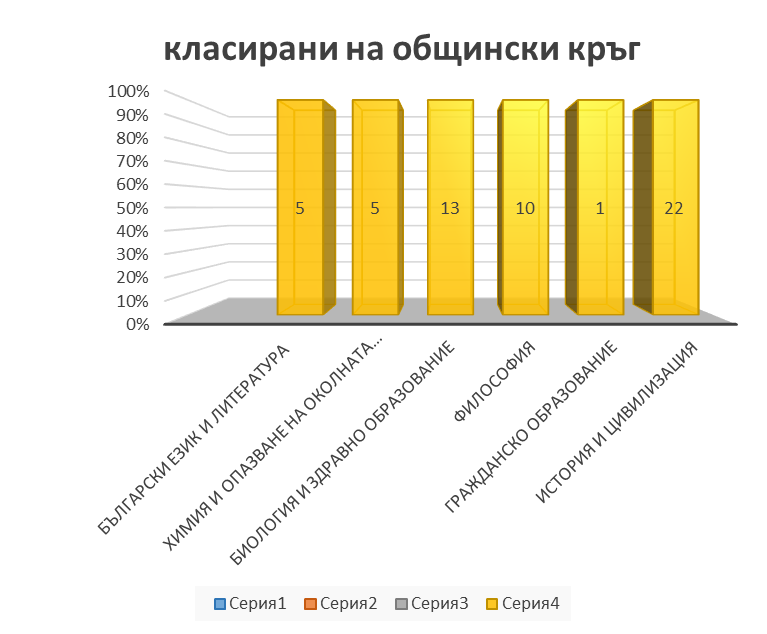 класирани на общински кръг
100%
90%
80%
70%
60%
50%
40%
30%
20%
10%
0%
5
5
13
10
1
22
БЪЛГАРСКИ ЕЗИК И ЛИТЕРАТУРА
ХИМИЯ И ОПАЗВАНЕ НА ОКОЛНАТА...
БИОЛОГИЯ И ЗДРАВНО ОБРАЗОВАНИЕ
ФИЛОСОФИЯ
ГРАЖДАНСКО ОБРАЗОВАНИЕ
ИСТОРИЯ И ЦИВИЛИЗАЦИЯ
Серия1 Серия2 Серия3 Серия4